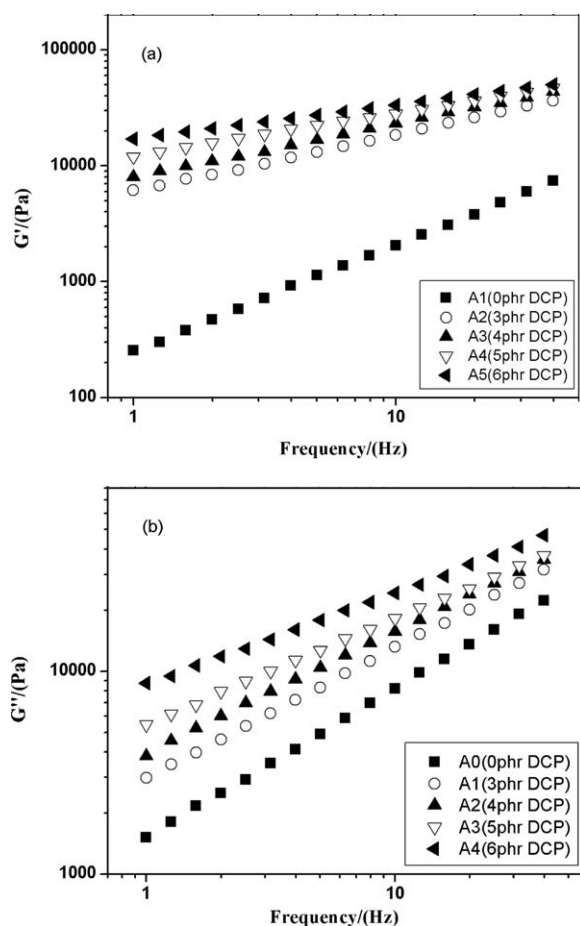 (a)
100000
10000
1000
100
G'/(Pa)
A1(0phr DCP)
A2(3phr DCP)
A3(4phr DCP)
A4(5phr DCP)
A5(6phr DCP)
1
10
Frequency/(Hz)
(b)
10000
1000
G''/(Pa)
A0(0phr DCP)
A1(3phr DCP)
A2(4phr DCP)
A3(5phr DCP)
A4(6phr DCP)
1
10
Frequency/(Hz)